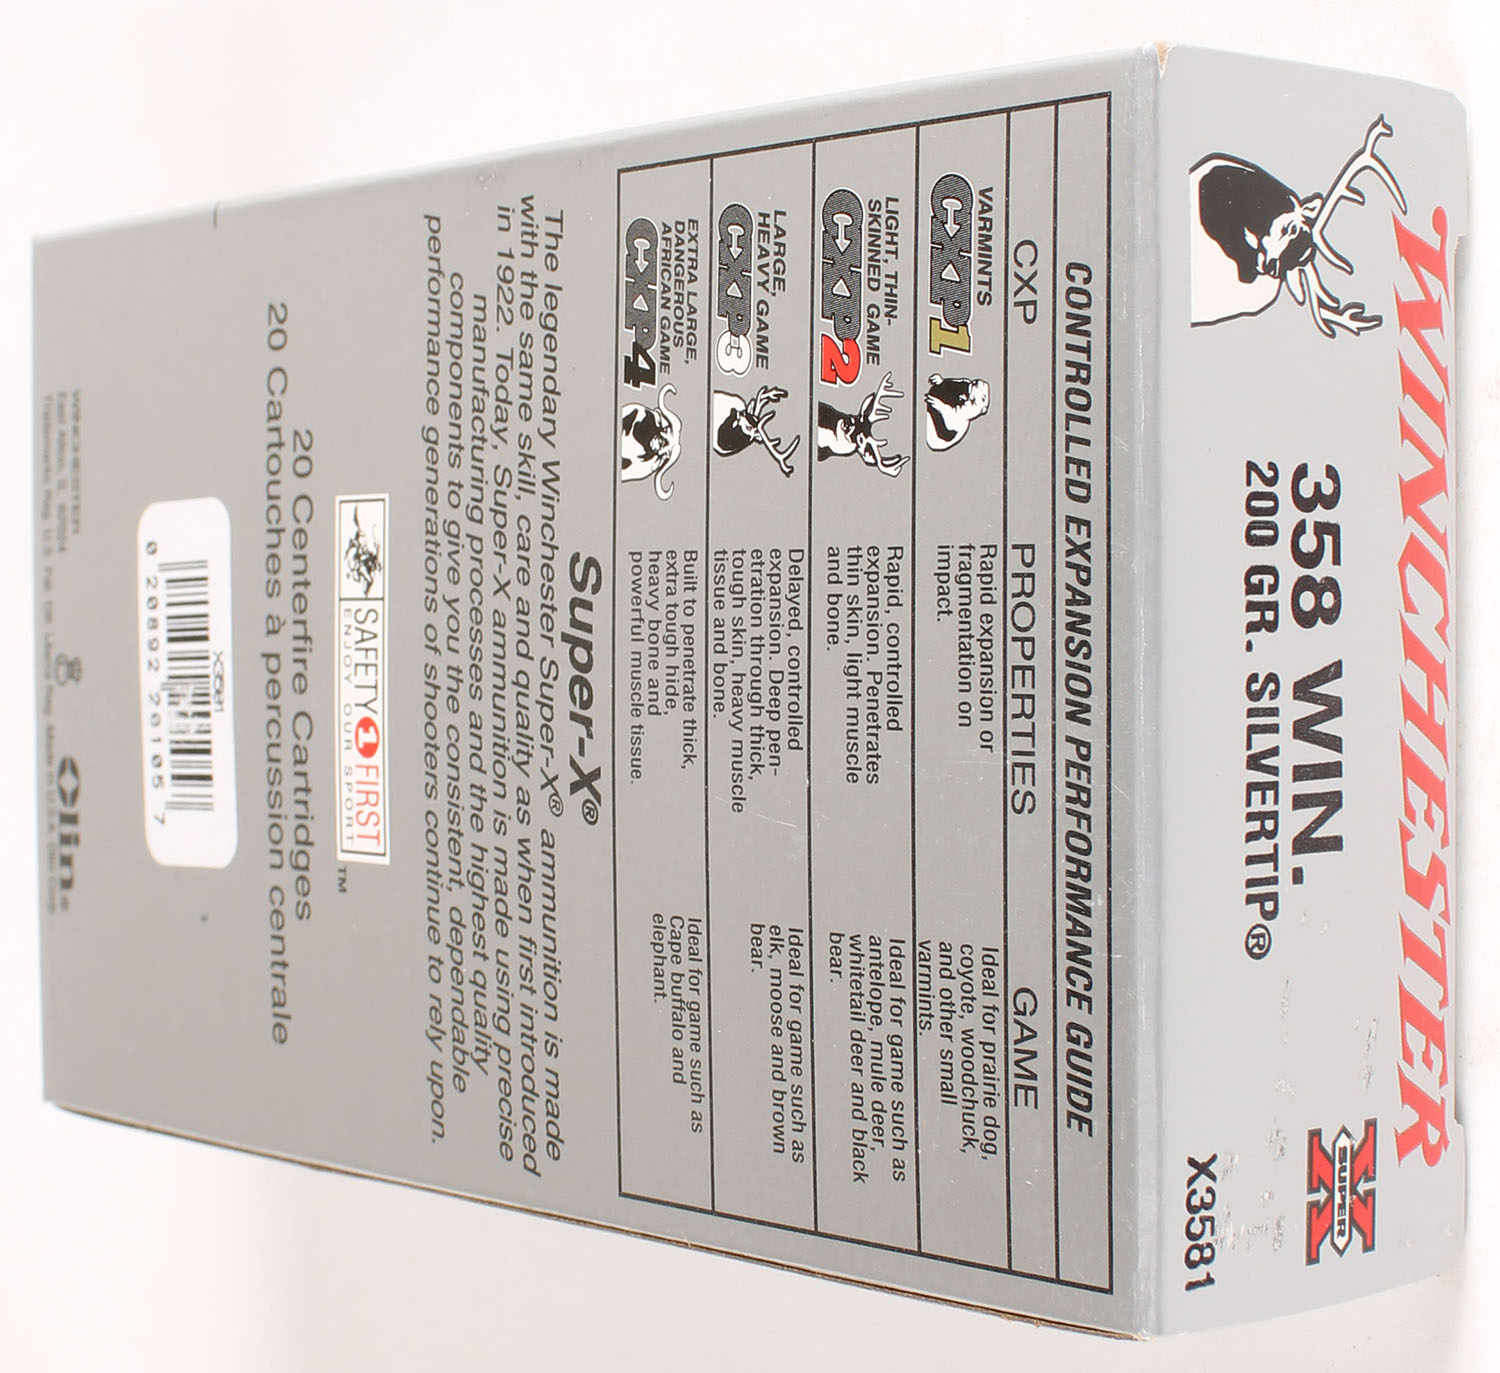 WINCHESTER
358 WIN.
200 GR. SILVERTIP®
SUPER X
X3581
CONTROLLED EXPANSION PERFORMANCE GUIDE
CXP PROPERTIES GAME
VARMINTS
CXP1
Rapid expansion or
fragmentation on
impact.
Ideal for prairie dog,
coyote, woodchuck,
and other small
varmints.
LIGHT, THIN-
SKINNED GAME
CXP2
Rapid, controlled
expansion. Penetrates
thin skin, light muscle
and bone.
Ideal for game such as
antelope, mule deer,
whitetail deer and black
bear.
LARGE,
HEAVY GAME
CXP3
Delayed, controlled
expansion. Deep pen-
etration through thick,
tough skin, heavy muscle
tissue and bone.
Ideal for game such as
elk, moose and brown
bear.
EXTRA LARGE,
DANGEROUS
AFRICAN GAME
CXP4
Built to penetrate thick,
extra tough hide,
heavy bone and
powerful muscle tissue.
Ideal for game such as
Cape buffalo and
elephant.
Super-X®
The legendary Winchester Super-X® ammunition is made
with the same skill, care and quality as when first introduced
in 1922. Today, Super-X ammunition is made using precise
manufacturing processes and the highest quality
components to give you the consistent, dependable
performance generations of shooters continue to rely upon.
SAFETY 1 FIRST
ENJOY OUR SPORT
TM
20 Centerfire Cartridges
20 Cartouches à percussion centrale
X3581
0 20892 20105 7
WINCHESTER
East Alton, IL 62024
Olin®